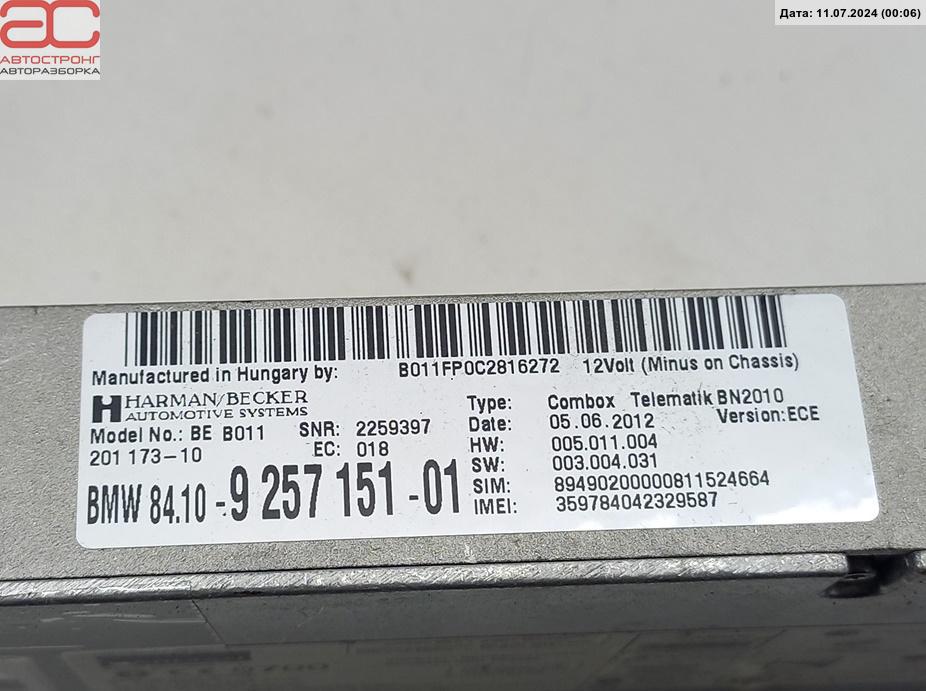 АВТОСТРОНГ
АВТОРАЗБОРКА
Дата: 11.07.2024 (00:06)
Manufactured in Hungary by: B011FP0C2816272 12Volt (Minus on Chassis)
HARMAN/BECKER
AUTOMOTIVE SYSTEMS
Model No.: BE B011 SNR: 2259397
201 173-10 EC: 018
BMW 84.10 - 9 257 151 - 01
Type: Combox Telematik BN2010
Date: 05.06.2012 Version:ECE
HW: 005.011.004
SW: 003.004.031
SIM: 89490200000811524664
IMEI: 359784042329587